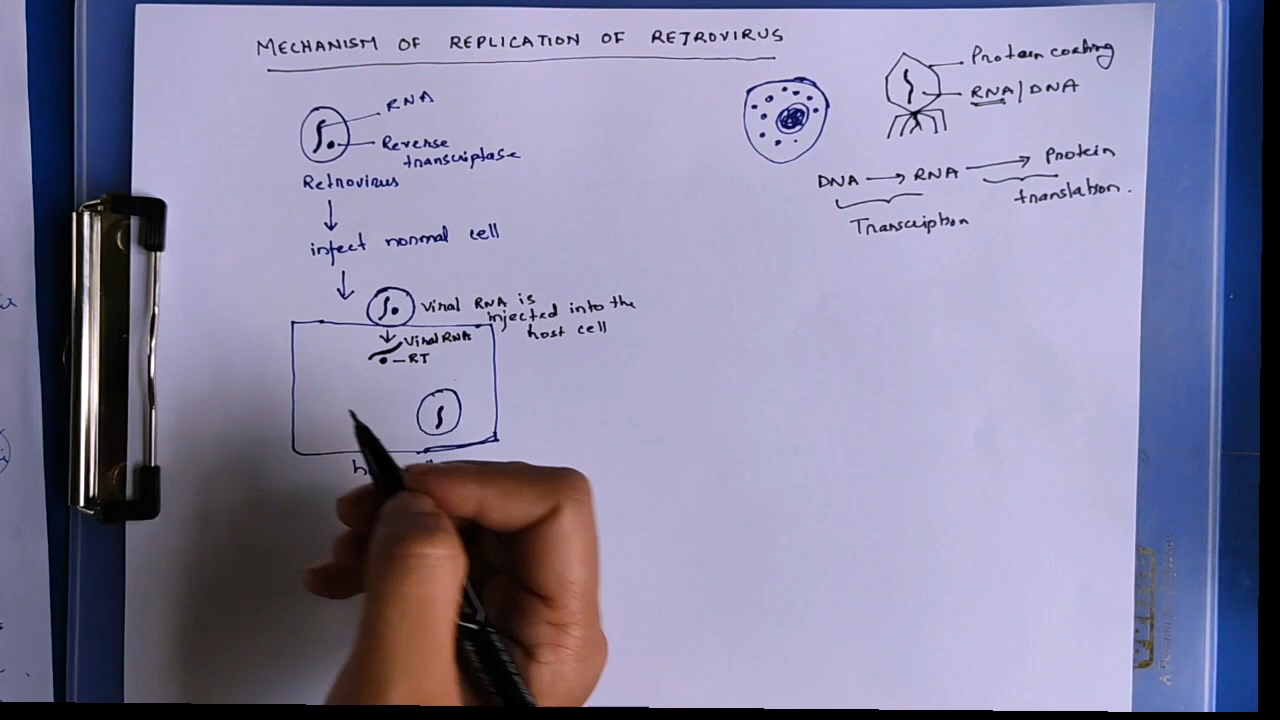 MECHANISM OF REPLICATION OF RETROVIRUS
RNA
Reverse
transcriptase
Retrovirus
infect normal cell
Viral RNA is
injected into the
host cell
Viral RNA
RT
Protein coating
RNA/DNA
DNA → RNA → Protein
Transcription
translation.